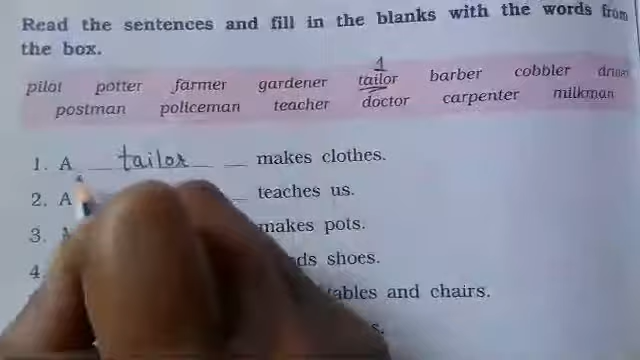 Read the sentences and fill in the blanks with the words from
the box.
1
pilot potter farmer gardener tailor barber cobbler
postman policeman teacher doctor carpenter milkman
1. A tailor makes clothes.
2. A teaches us.
3. A makes pots.
4. shoes.
and chairs.